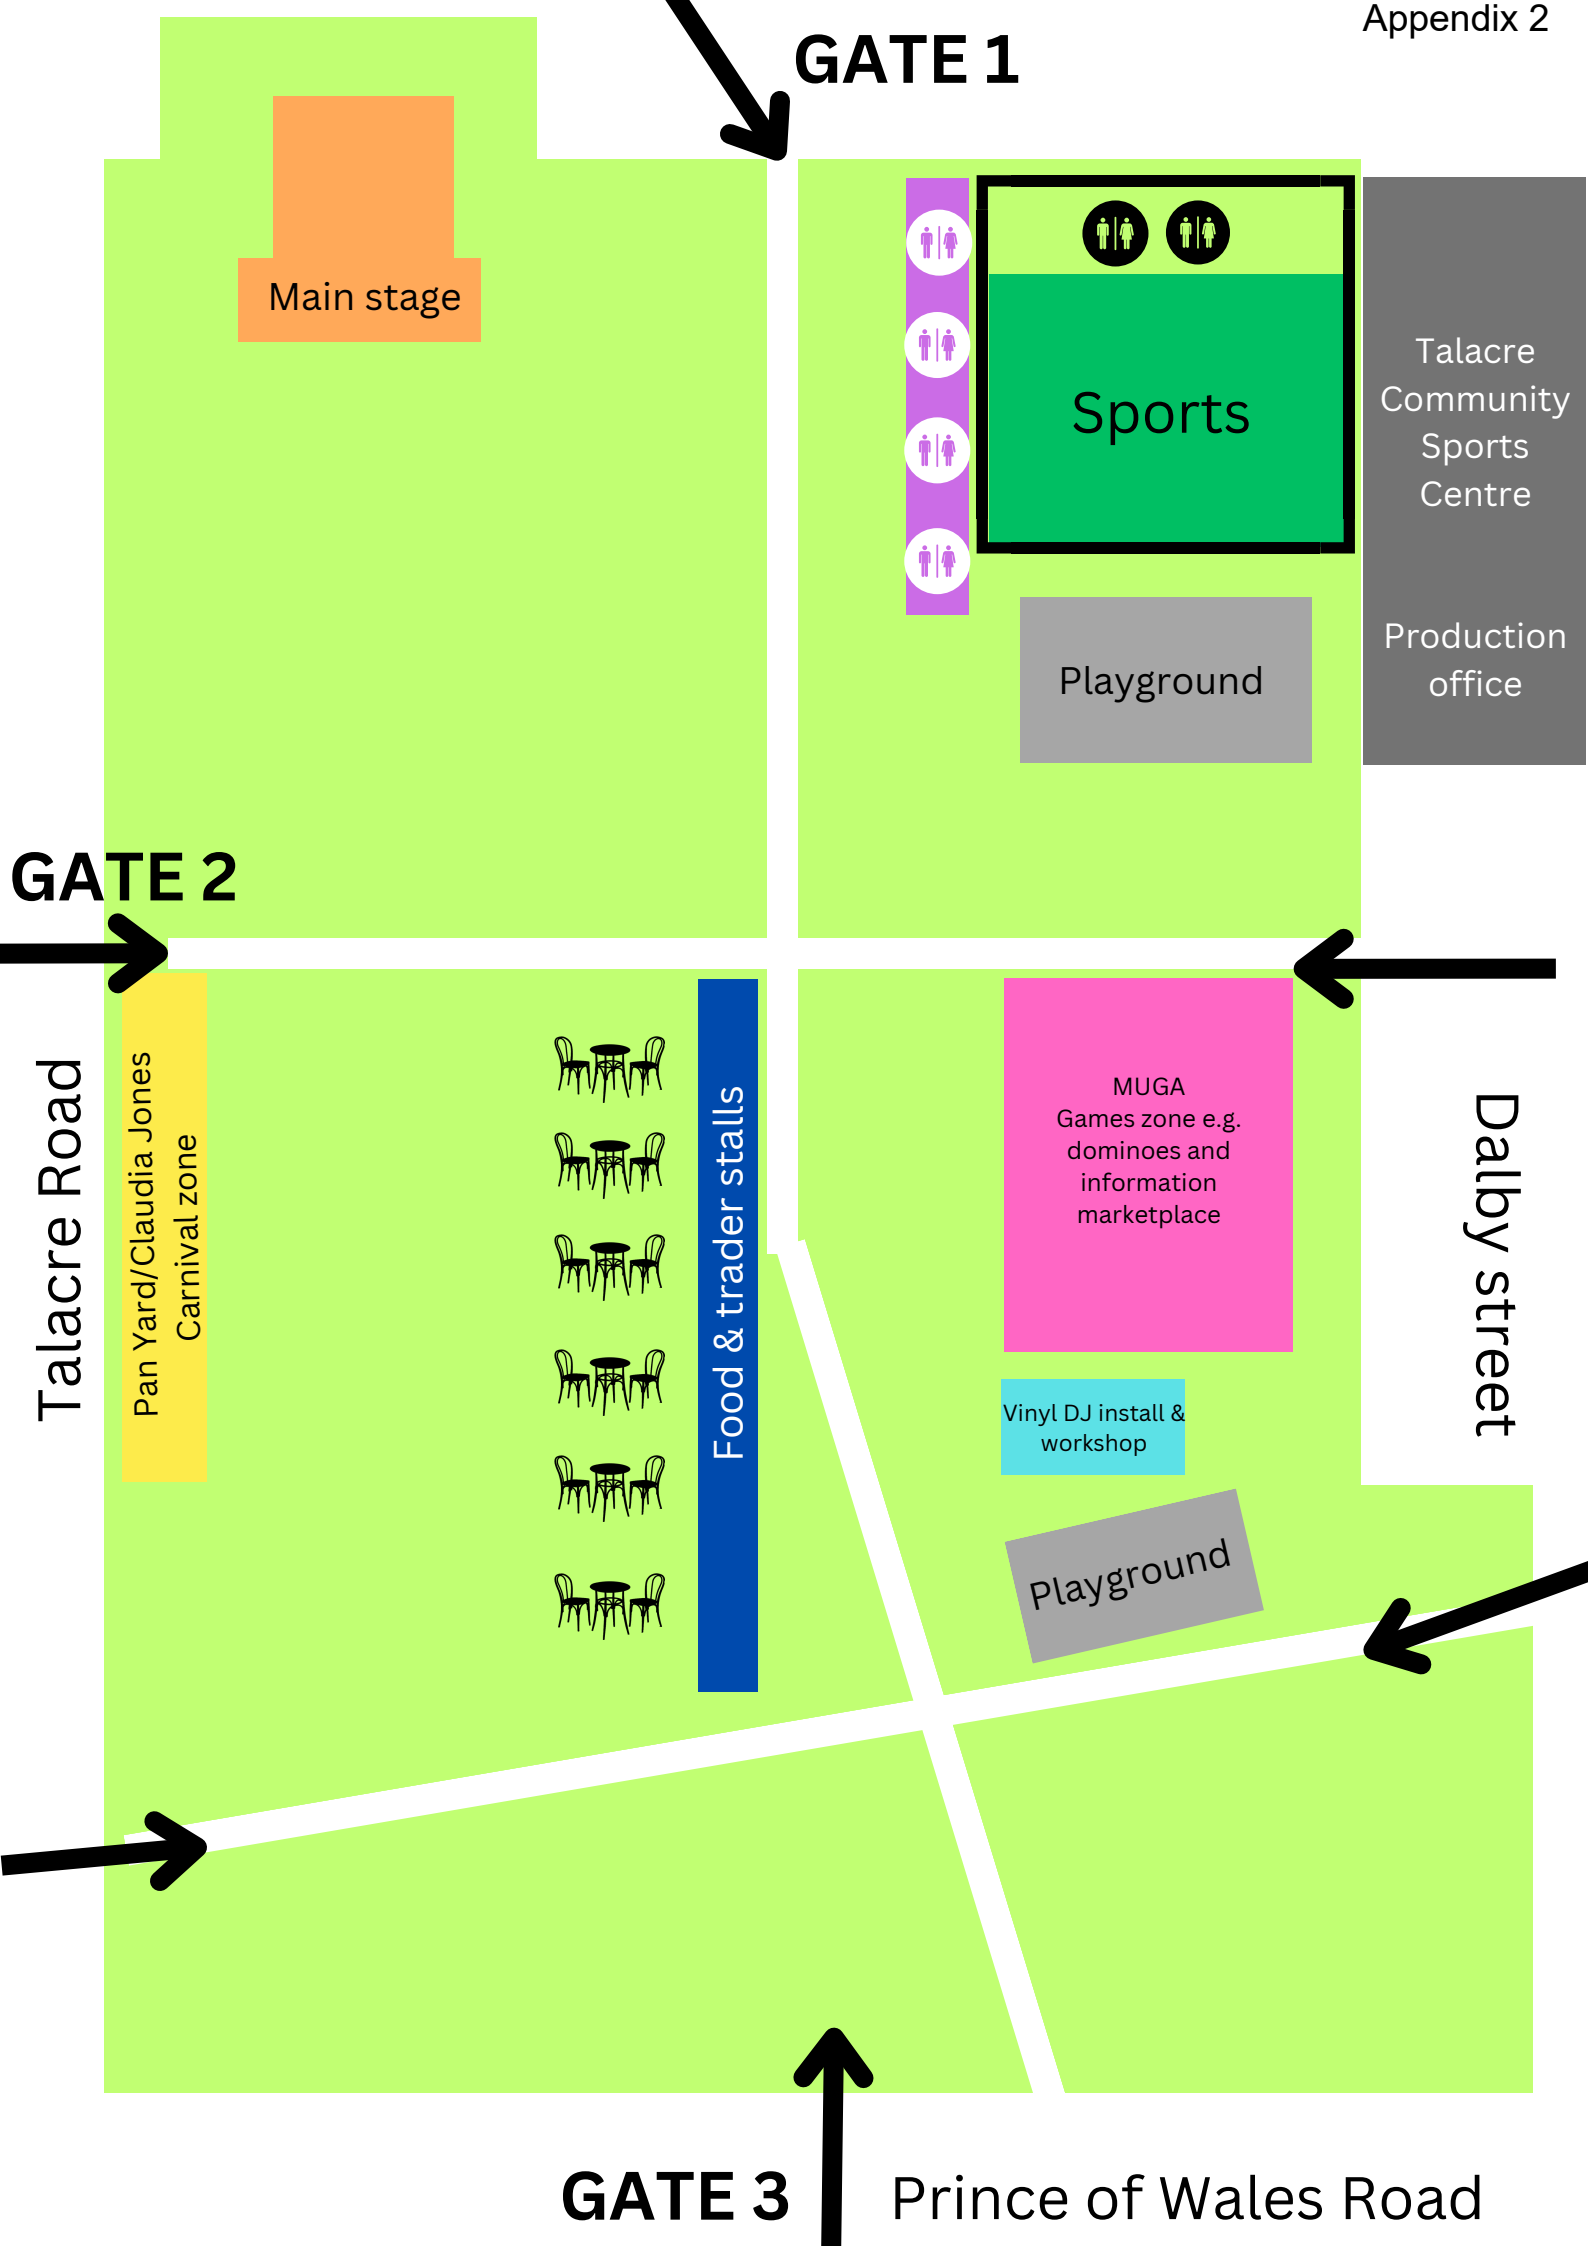 Appendix 2
GATE 1
Main stage
Sports
Talacre
Community
Sports
Centre
Playground
Production
office
GATE 2
Talacre Road
Pan Yard/Claudia Jones
Carnival zone
Food & trader stalls
MUGA
Games zone e.g.
dominoes and
information
marketplace
Dalby street
Vinyl DJ install &
workshop
Playground
GATE 3
Prince of Wales Road